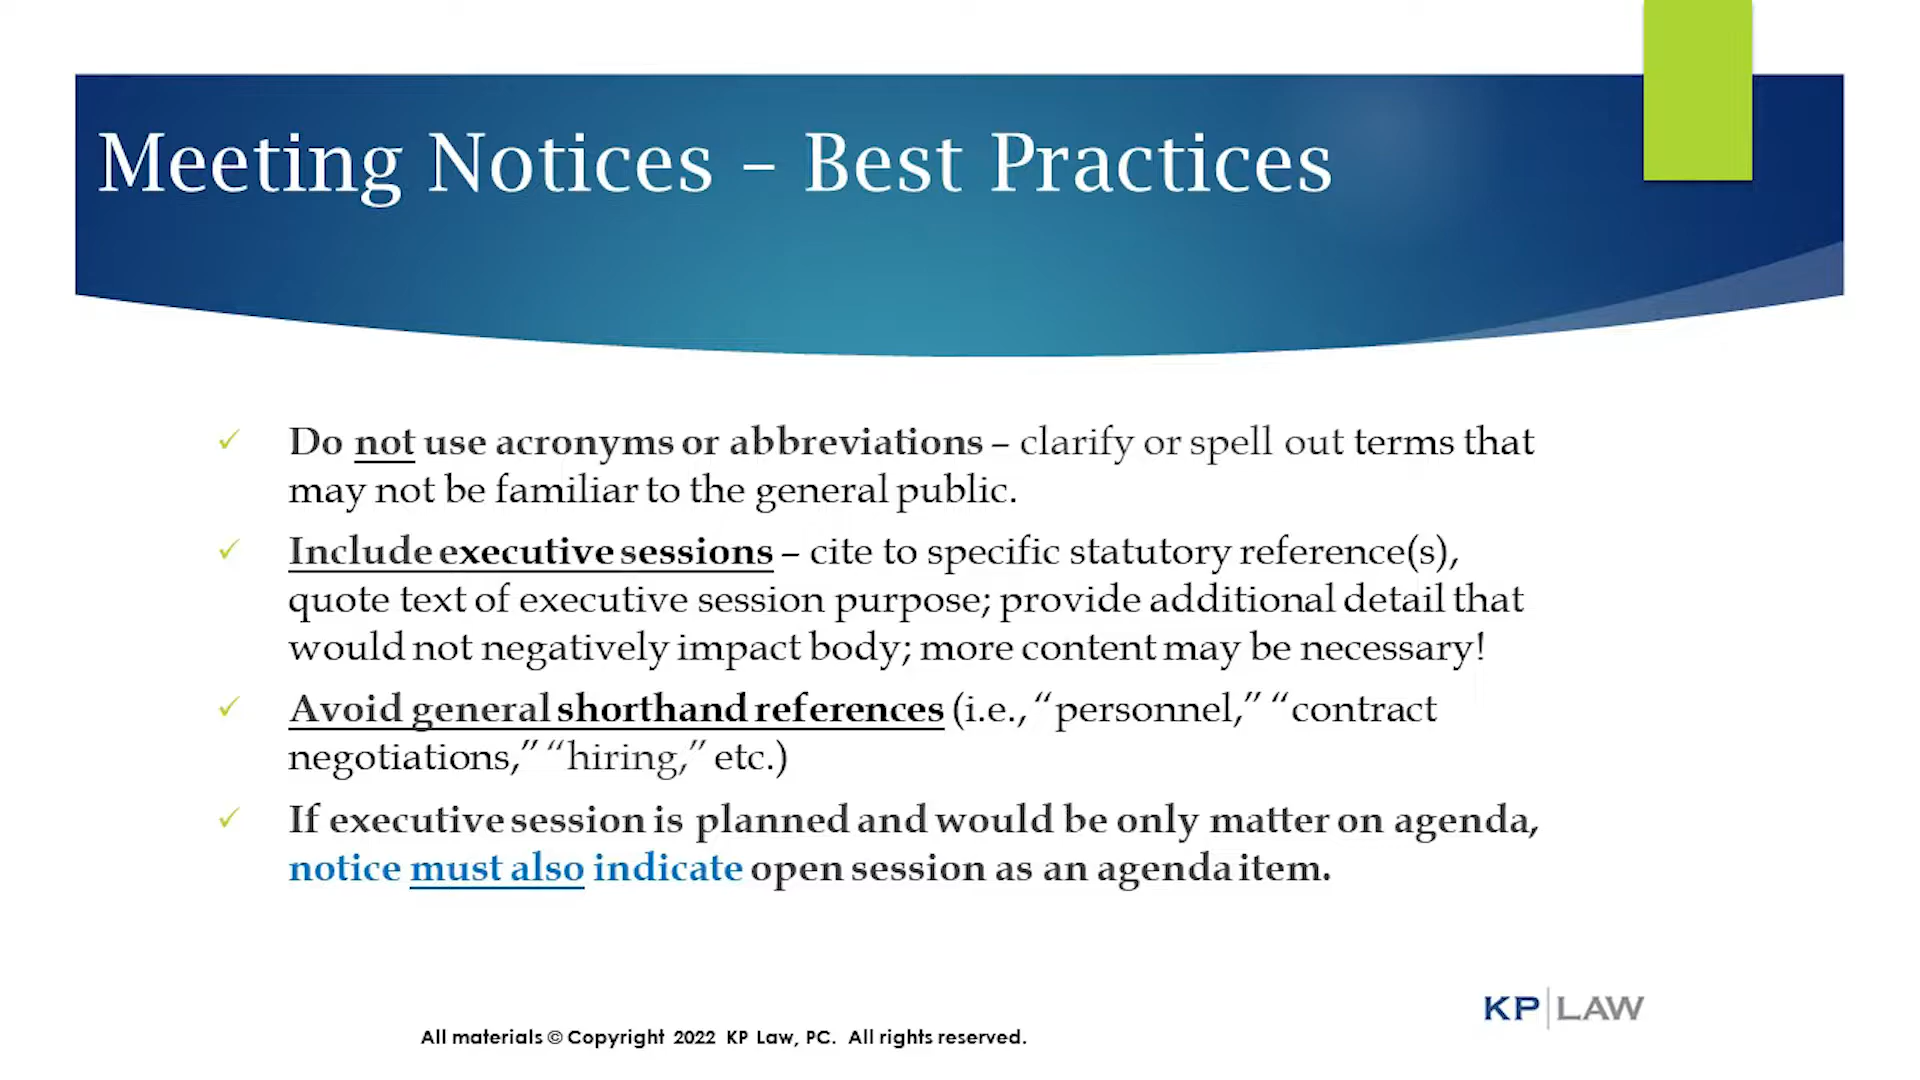 Meeting Notices – Best Practices
Do not use acronyms or abbreviations – clarify or spell out terms that
may not be familiar to the general public.
Include executive sessions – cite to specific statutory reference(s),
quote text of executive session purpose; provide additional detail that
would not negatively impact body; more content may be necessary!
Avoid general shorthand references (i.e., “personnel,” “contract
negotiations,” “hiring,” etc.)
If executive session is planned and would be only matter on agenda,
notice must also indicate open session as an agenda item.
KP|LAW
All materials © Copyright 2022 KP Law, PC. All rights reserved.